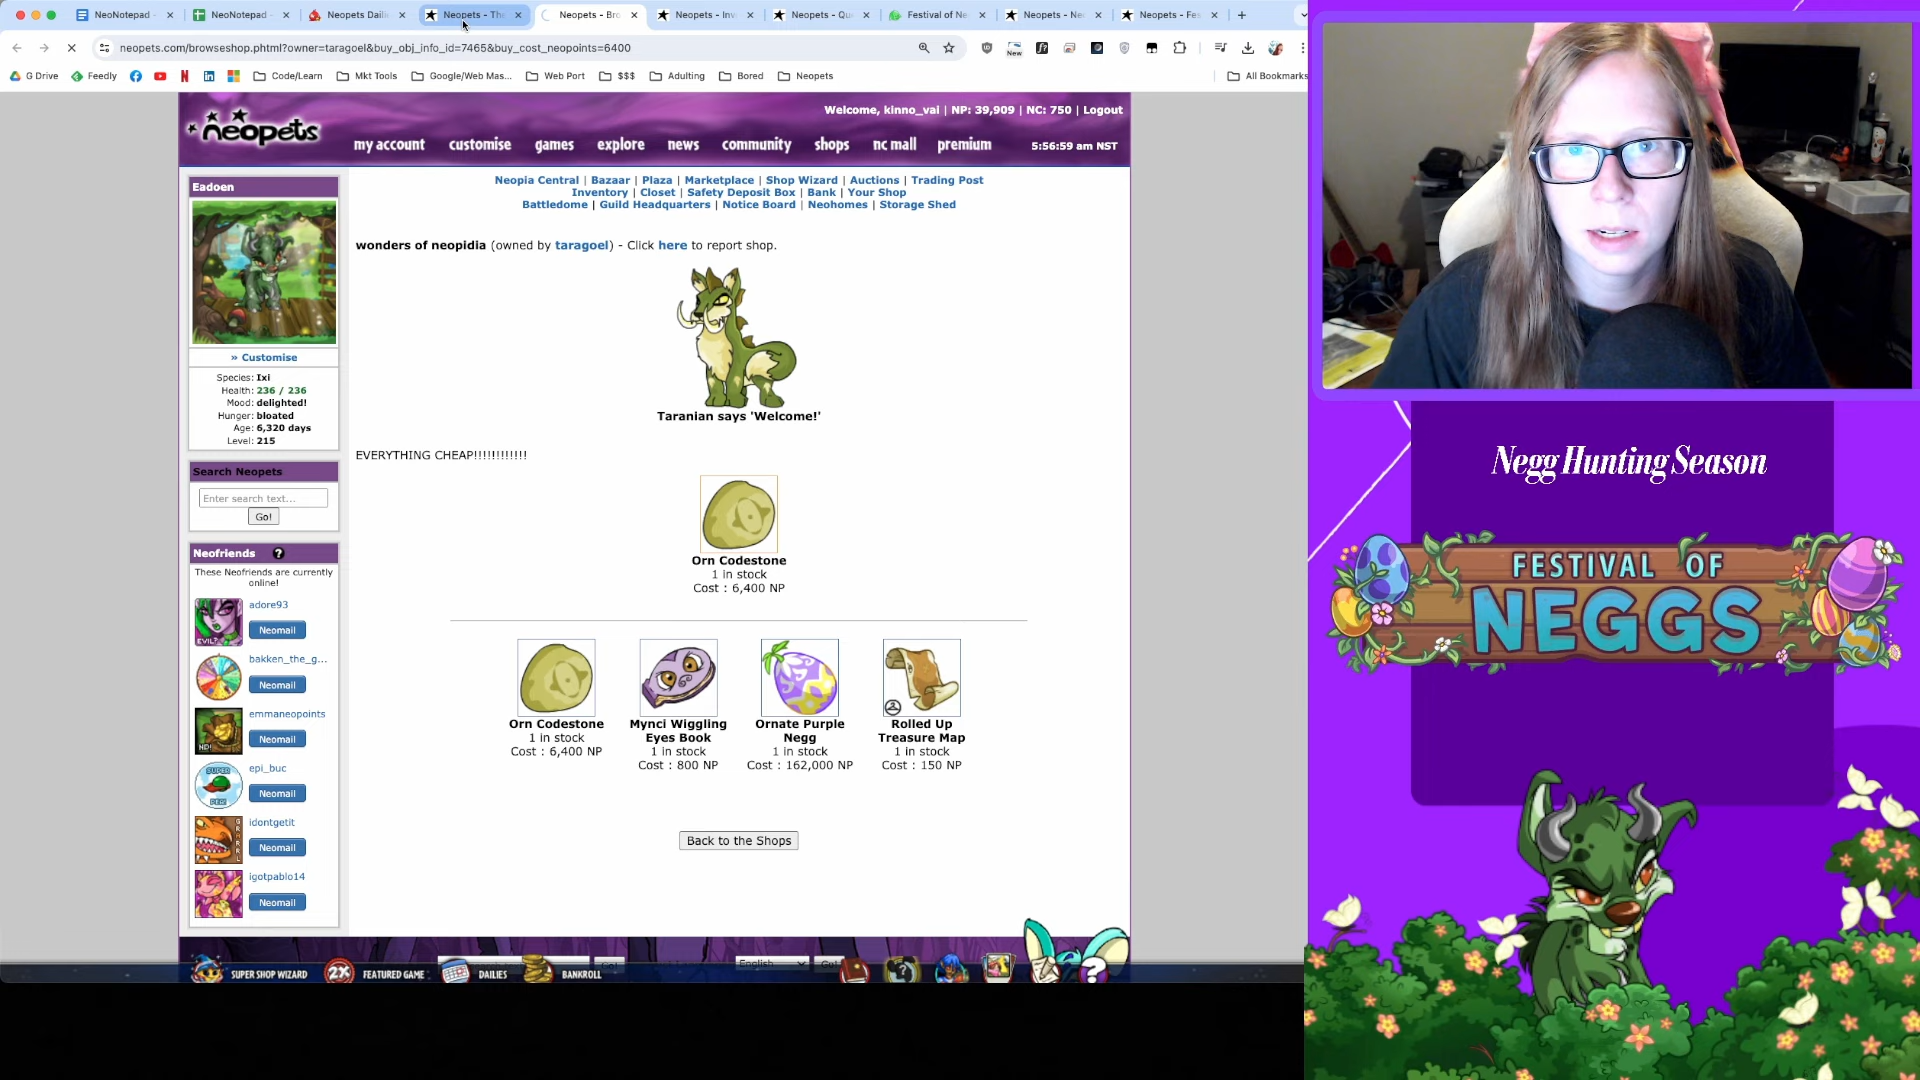 NeoNotepad -
NeoNotepad -
Neopets Daili
Neopets - The
Neopets - Bro
Neopets - Inv
Neopets - Qu
Festival of Ne
Neopets - Ne
Neopets - Fes
neopets.com/browseshop.phtml?owner=taragoel&buy_obj_info_id=7465&buy_cost_neopoints=6400
New
G Drive
Feedly
Code/Learn
Mkt Tools
Google/Web Mas...
Web Port
$$$
Adulting
Bored
Neopets
All Bookmarks
neopets
Welcome, kinno_vai | NP: 39,909 | NC: 750 | Logout
my account
customise
games
explore
news
community
shops
nc mall
premium
5:56:59 am NST
Eadoen
» Customise
Species: Ixi
Health: 236 / 236
Mood: delighted!
Hunger: bloated
Age: 6,320 days
Level: 215
Search Neopets
Enter search text...
Go!
Neofriends
These Neofriends are currently online!
adore93
Neomail
bakken_the_g...
Neomail
emmaneopoints
Neomail
epi_buc
Neomail
idontgetit
Neomail
igotpablo14
Neomail
Neopia Central | Bazaar | Plaza | Marketplace | Shop Wizard | Auctions | Trading Post
Inventory | Closet | Safety Deposit Box | Bank | Your Shop
Battledome | Guild Headquarters | Notice Board | Neohomes | Storage Shed
wonders of neopidia (owned by taragoel) - Click here to report shop.
Taranian says 'Welcome!'
EVERYTHING CHEAP!!!!!!!!!!!!
Orn Codestone
1 in stock
Cost : 6,400 NP
Orn Codestone
1 in stock
Cost : 6,400 NP
Mynci Wiggling
Eyes Book
1 in stock
Cost : 800 NP
Ornate Purple
Negg
1 in stock
Cost : 162,000 NP
Rolled Up
Treasure Map
1 in stock
Cost : 150 NP
Back to the Shops
SUPER SHOP WIZARD
2X
FEATURED GAME
DAILIES
BANKROLL
English
Negg Hunting Season
FESTIVAL OF
NEGGS